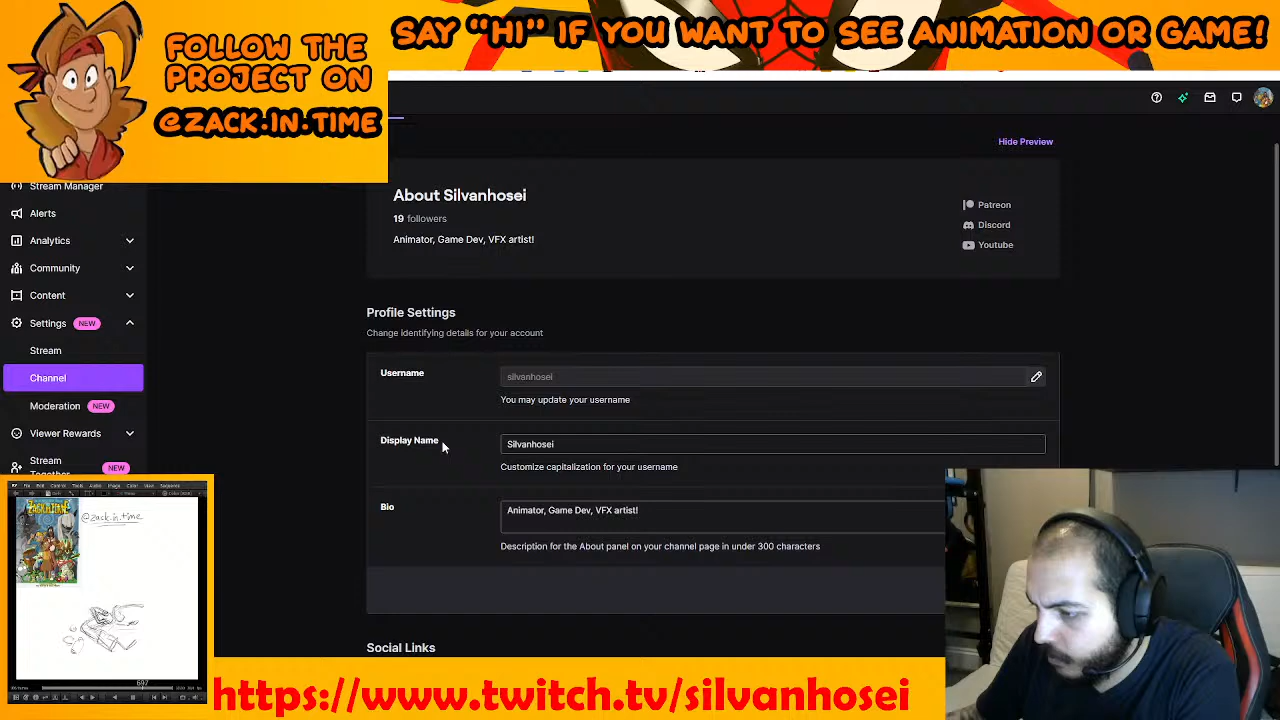 FOLLOW THE
PROJECT ON
@ZACK.IN.TIME
SAY “HI” IF YOU WANT TO SEE ANIMATION OR GAME!
Hide Preview
Stream Manager
Alerts
Analytics
Community
Content
Settings NEW
Stream
Channel
Moderation NEW
Viewer Rewards
Stream
Together NEW
About Silvanhosei
19 followers
Animator, Game Dev, VFX artist!
Patreon
Discord
Youtube
Profile Settings
Change identifying details for your account
Username
silvanhosei
You may update your username
Display Name
Silvanhosei
Customize capitalization for your username
Bio
Animator, Game Dev, VFX artist!
Description for the About panel on your channel page in under 300 characters
Social Links
@zack.in.time
697
https://www.twitch.tv/silvanhosei